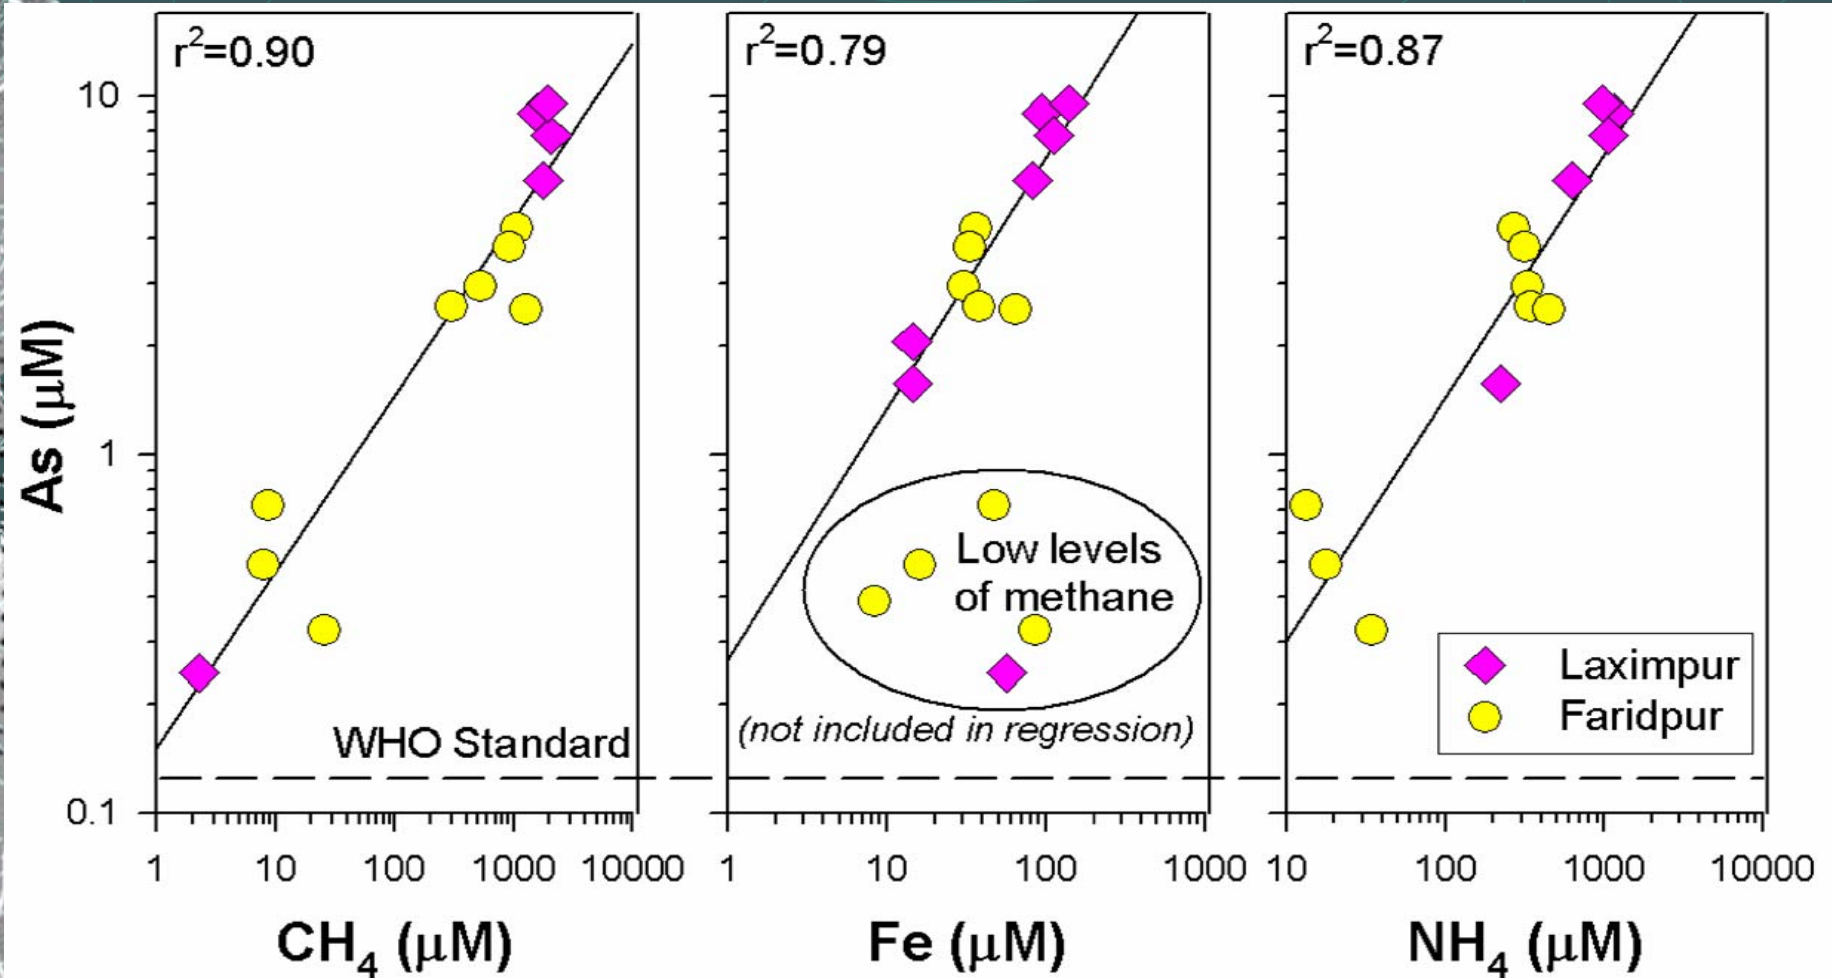 r²=0.90
r²=0.79
r²=0.87
10
1
0.1
As (μM)
Low levels
of methane
(not included in regression)
WHO Standard
Laximpur
Faridpur
1 10 100 1000 10000
1 10 100 1000
10 100 1000 10000
CH₄ (μM)
Fe (μM)
NH₄ (μM)